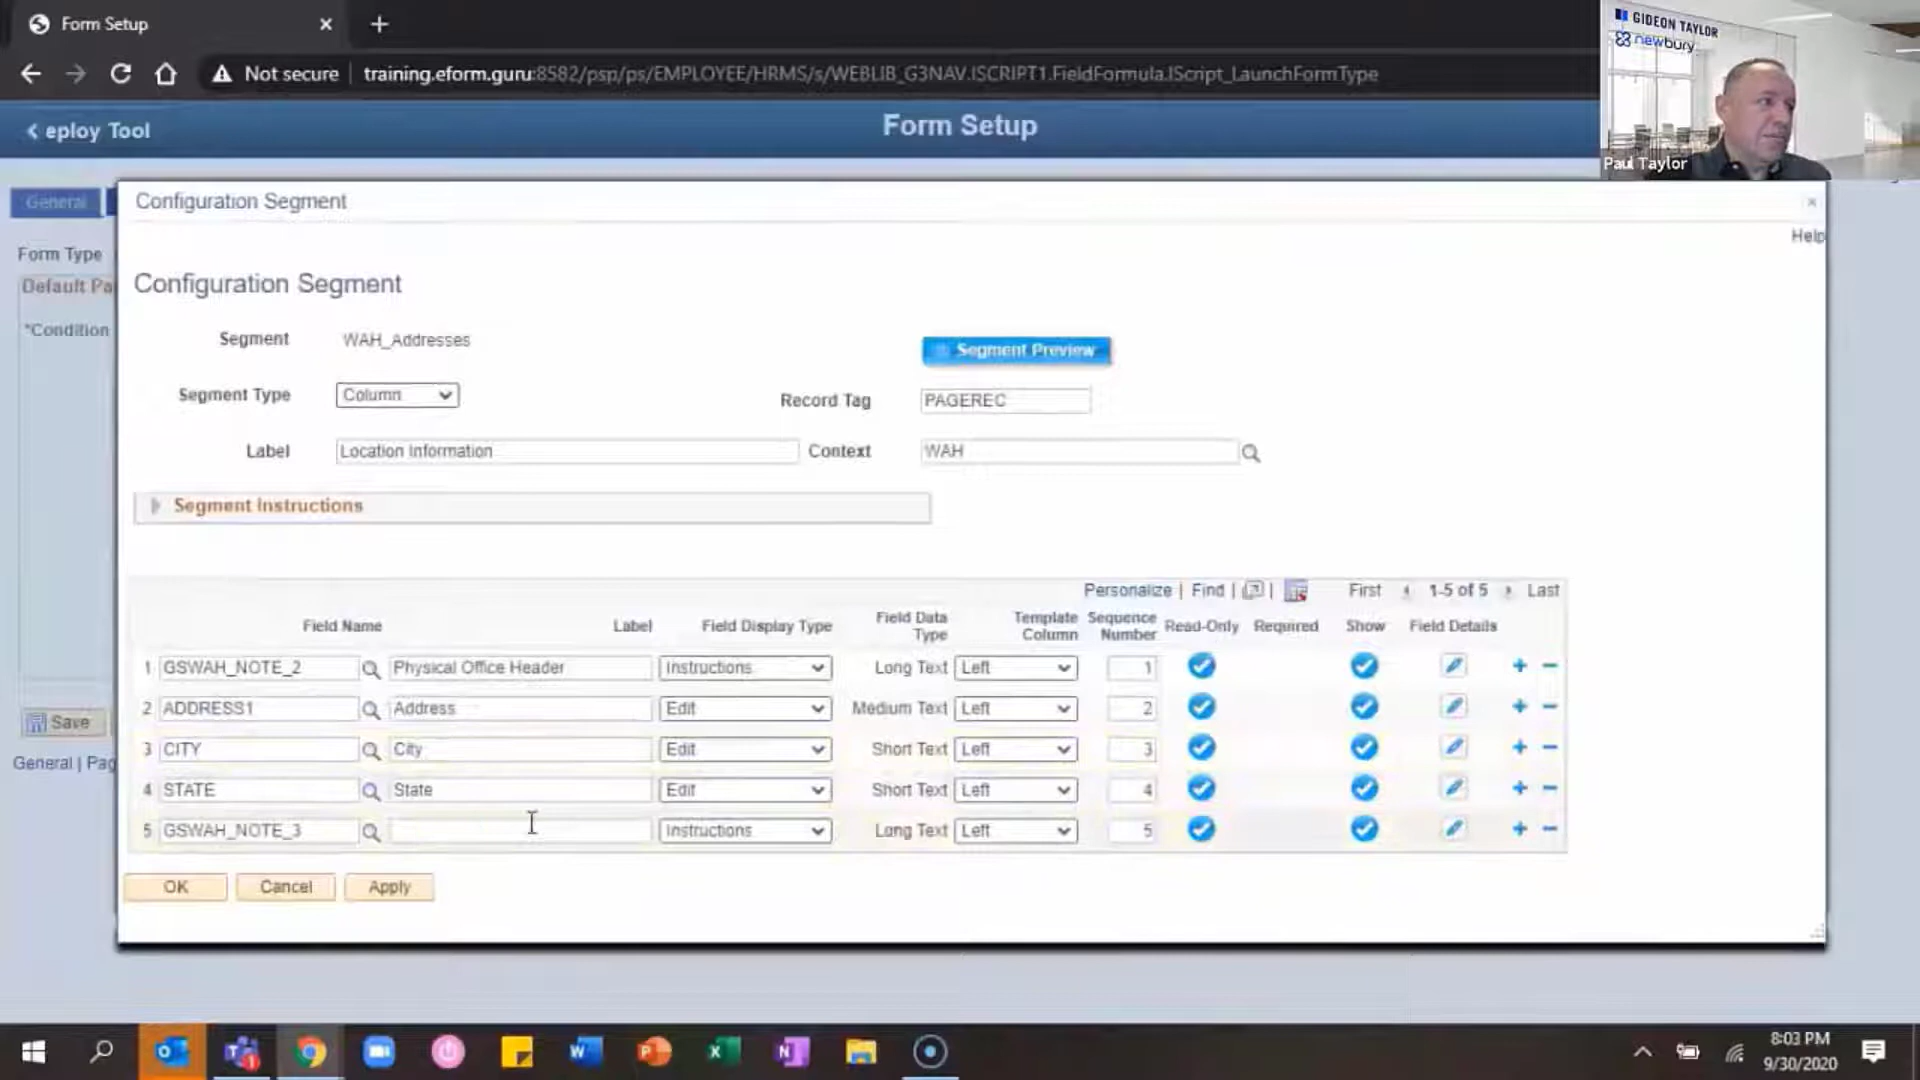 Form Setup
Not secure | training.eform.guru:8582/psp/ps/EMPLOYEE/HRMS/s/WEBLIB_G3NAV.ISCRIPT1.FieldFormula.IScript_LaunchFormType
GIDEON TAYLOR
newbury
Paul Taylor
eploy Tool
Form Setup
General
Form Type
Default Pa
*Condition
Save
General | Pag
Configuration Segment
Help
Configuration Segment
Segment WAH_Addresses
Segment Preview
Segment Type Column
Record Tag PAGEREC
Label Location Information
Context WAH
Segment Instructions
Personalize | Find | First 1-5 of 5 Last
Field Name Label Field Display Type Field Data Type Template Column Sequence Number Read-Only Required Show Field Details
1 GSWAH_NOTE_2 Physical Office Header Instructions Long Text Left 1
2 ADDRESS1 Address Edit Medium Text Left 2
3 CITY City Edit Short Text Left 3
4 STATE State Edit Short Text Left 4
5 GSWAH_NOTE_3 Instructions Long Text Left 5
OK Cancel Apply
8:03 PM
9/30/2020